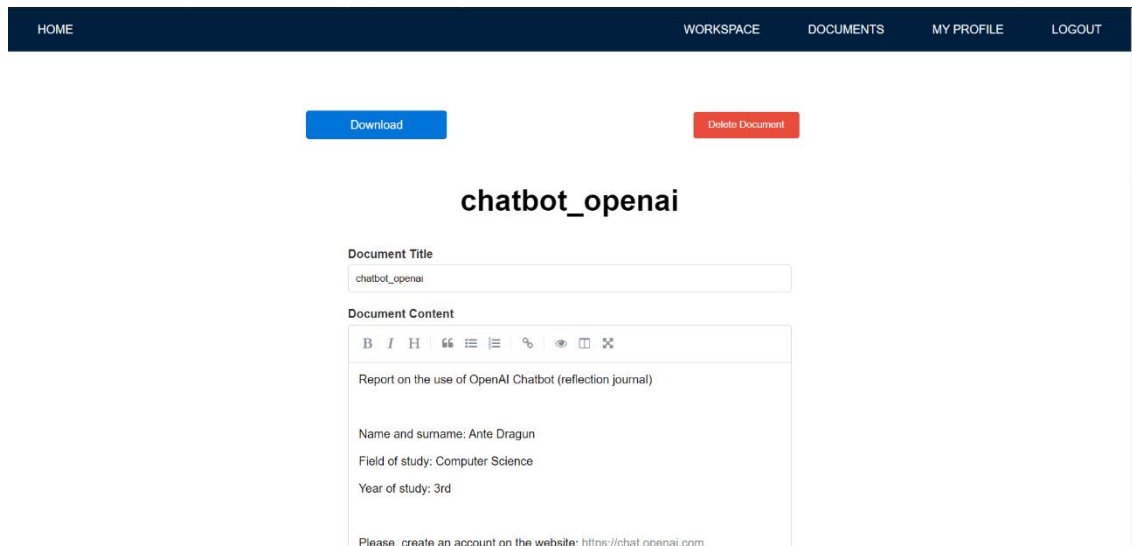 HOME WORKSPACE DOCUMENTS MY PROFILE LOGOUT
Download Delete Document
chatbot_openai
Document Title
chatbot_openai
Document Content
B I H
Report on the use of OpenAI Chatbot (reflection journal)
Name and surname: Ante Dragun
Field of study: Computer Science
Year of study: 3rd
Please, create an account on the website: https://chat.openai.com